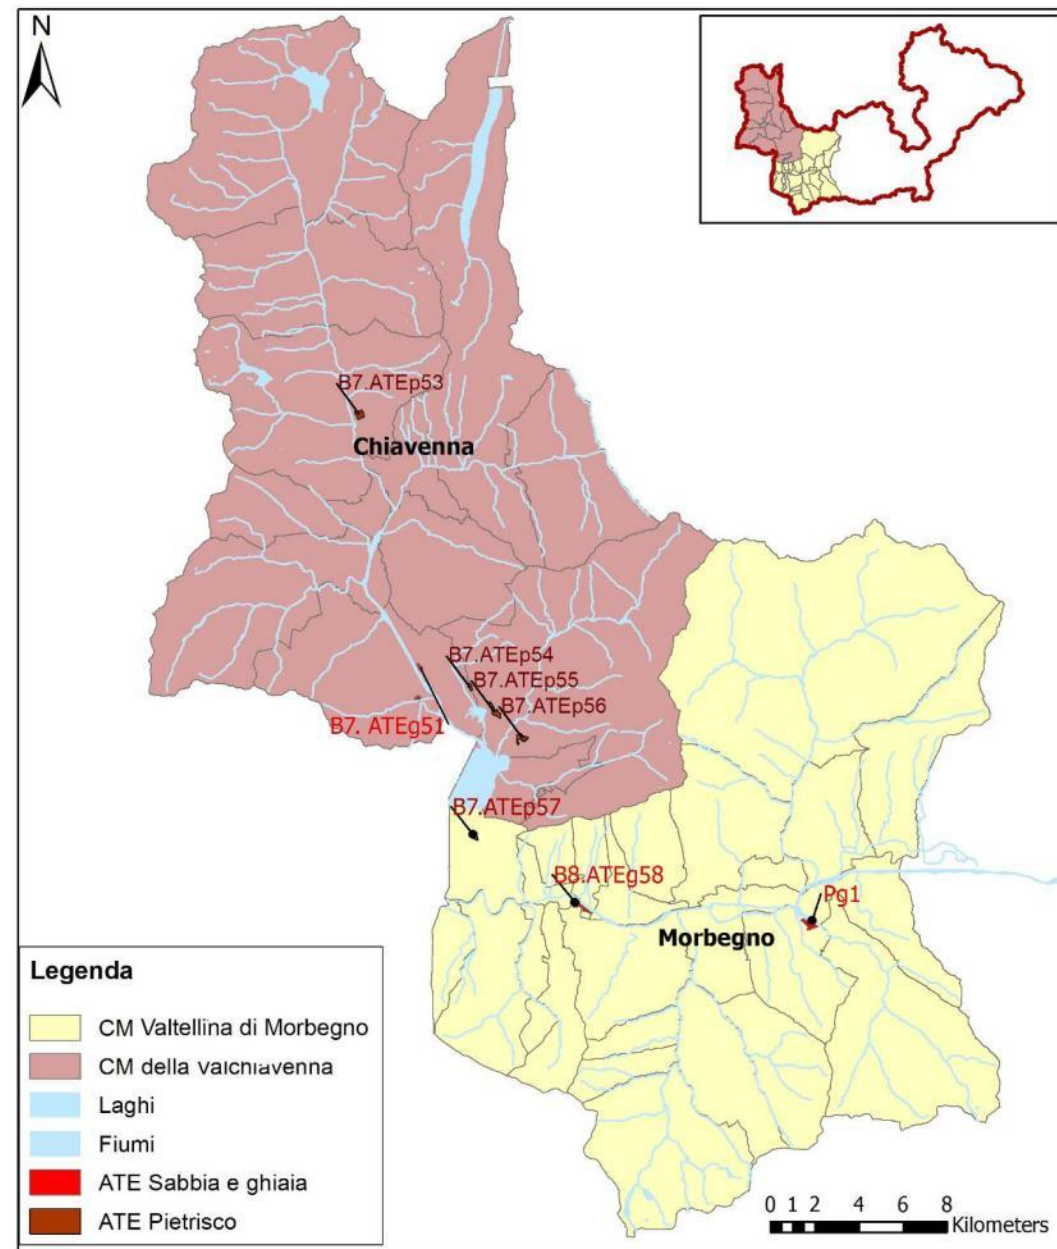 N
B7.ATEp53
Chiavenna
B7.ATEp54
B7.ATEp55
B7.ATEp56
B7. ATEg51
B7.ATEp57
B8.ATEg58
Pg1
Morbegno
Legenda
CM Valtellina di Morbegno
CM della Valchiavenna
Laghi
Fiumi
ATE Sabbia e ghiaia
ATE Pietrisco
0 1 2 4 6 8
Kilometers